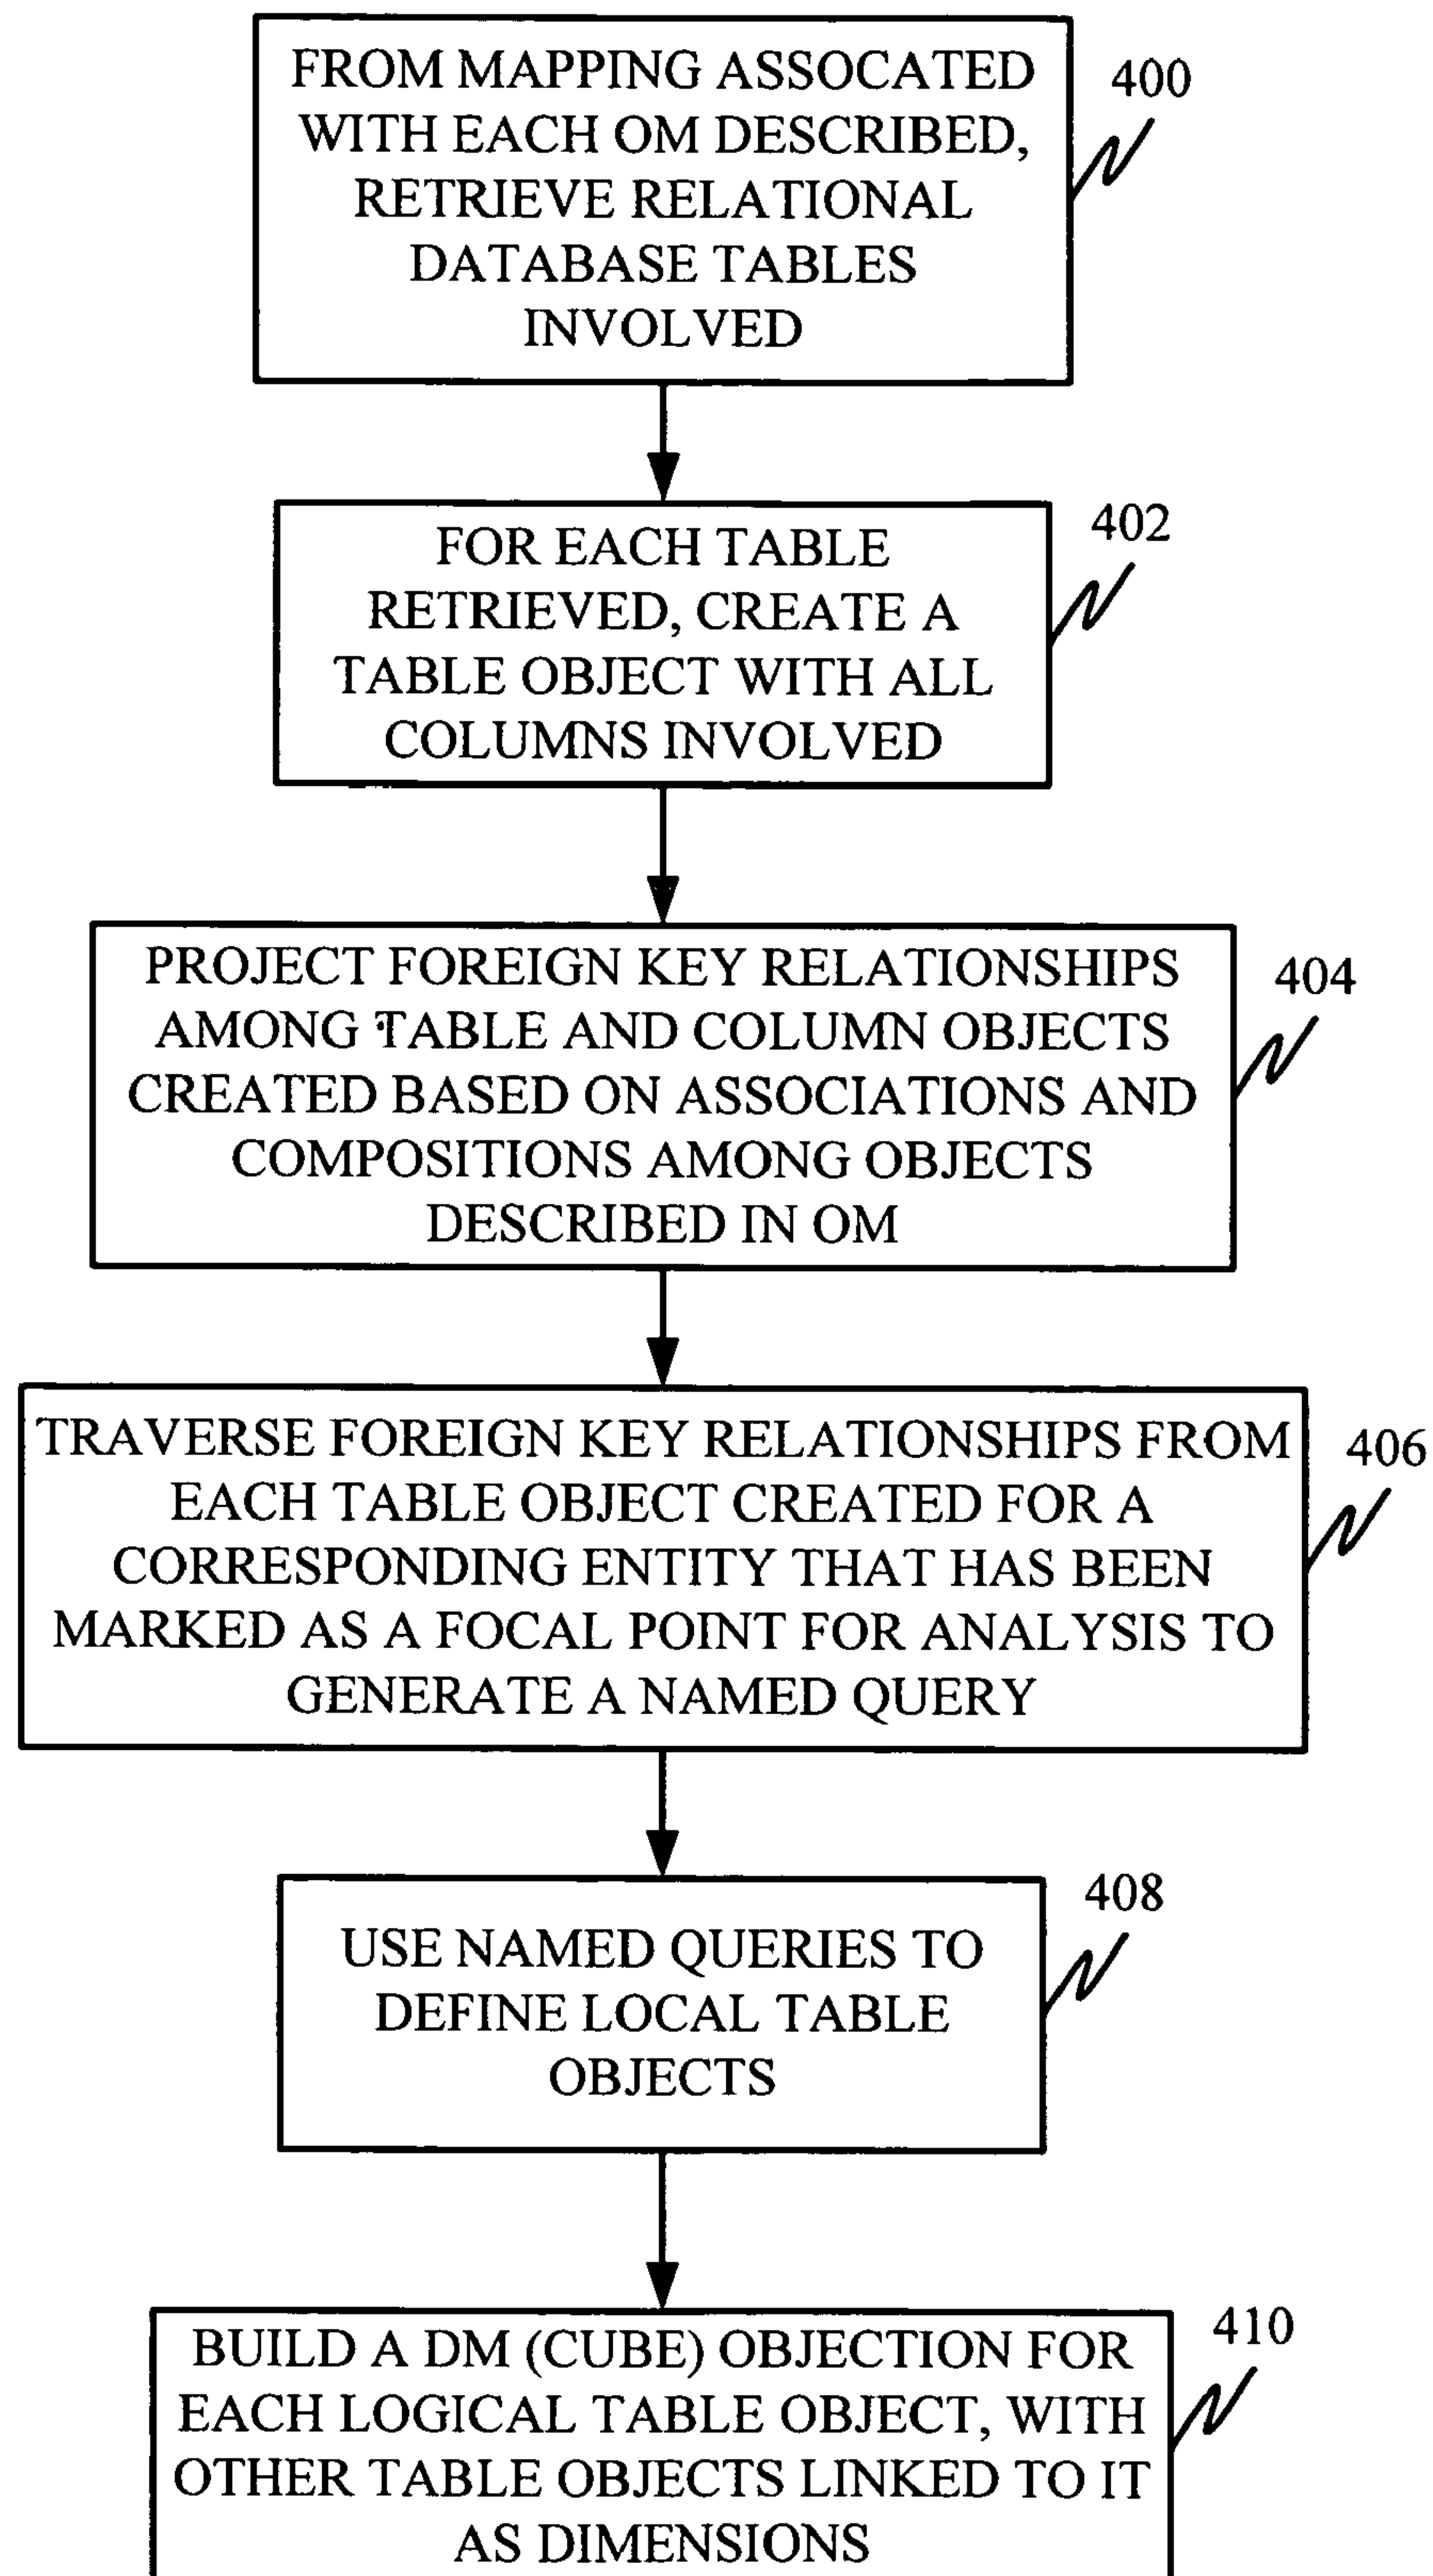 FROM MAPPING ASSOCATED
WITH EACH OM DESCRIBED,
RETRIEVE RELATIONAL
DATABASE TABLES
INVOLVED
400
FOR EACH TABLE
RETRIEVED, CREATE A
TABLE OBJECT WITH ALL
COLUMNS INVOLVED
402
PROJECT FOREIGN KEY RELATIONSHIPS
AMONG TABLE AND COLUMN OBJECTS
CREATED BASED ON ASSOCIATIONS AND
COMPOSITIONS AMONG OBJECTS
DESCRIBED IN OM
404
TRAVERSE FOREIGN KEY RELATIONSHIPS FROM
EACH TABLE OBJECT CREATED FOR A
CORRESPONDING ENTITY THAT HAS BEEN
MARKED AS A FOCAL POINT FOR ANALYSIS TO
GENERATE A NAMED QUERY
406
USE NAMED QUERIES TO
DEFINE LOCAL TABLE
OBJECTS
408
BUILD A DM (CUBE) OBJECTION FOR
EACH LOGICAL TABLE OBJECT, WITH
OTHER TABLE OBJECTS LINKED TO IT
AS DIMENSIONS
410